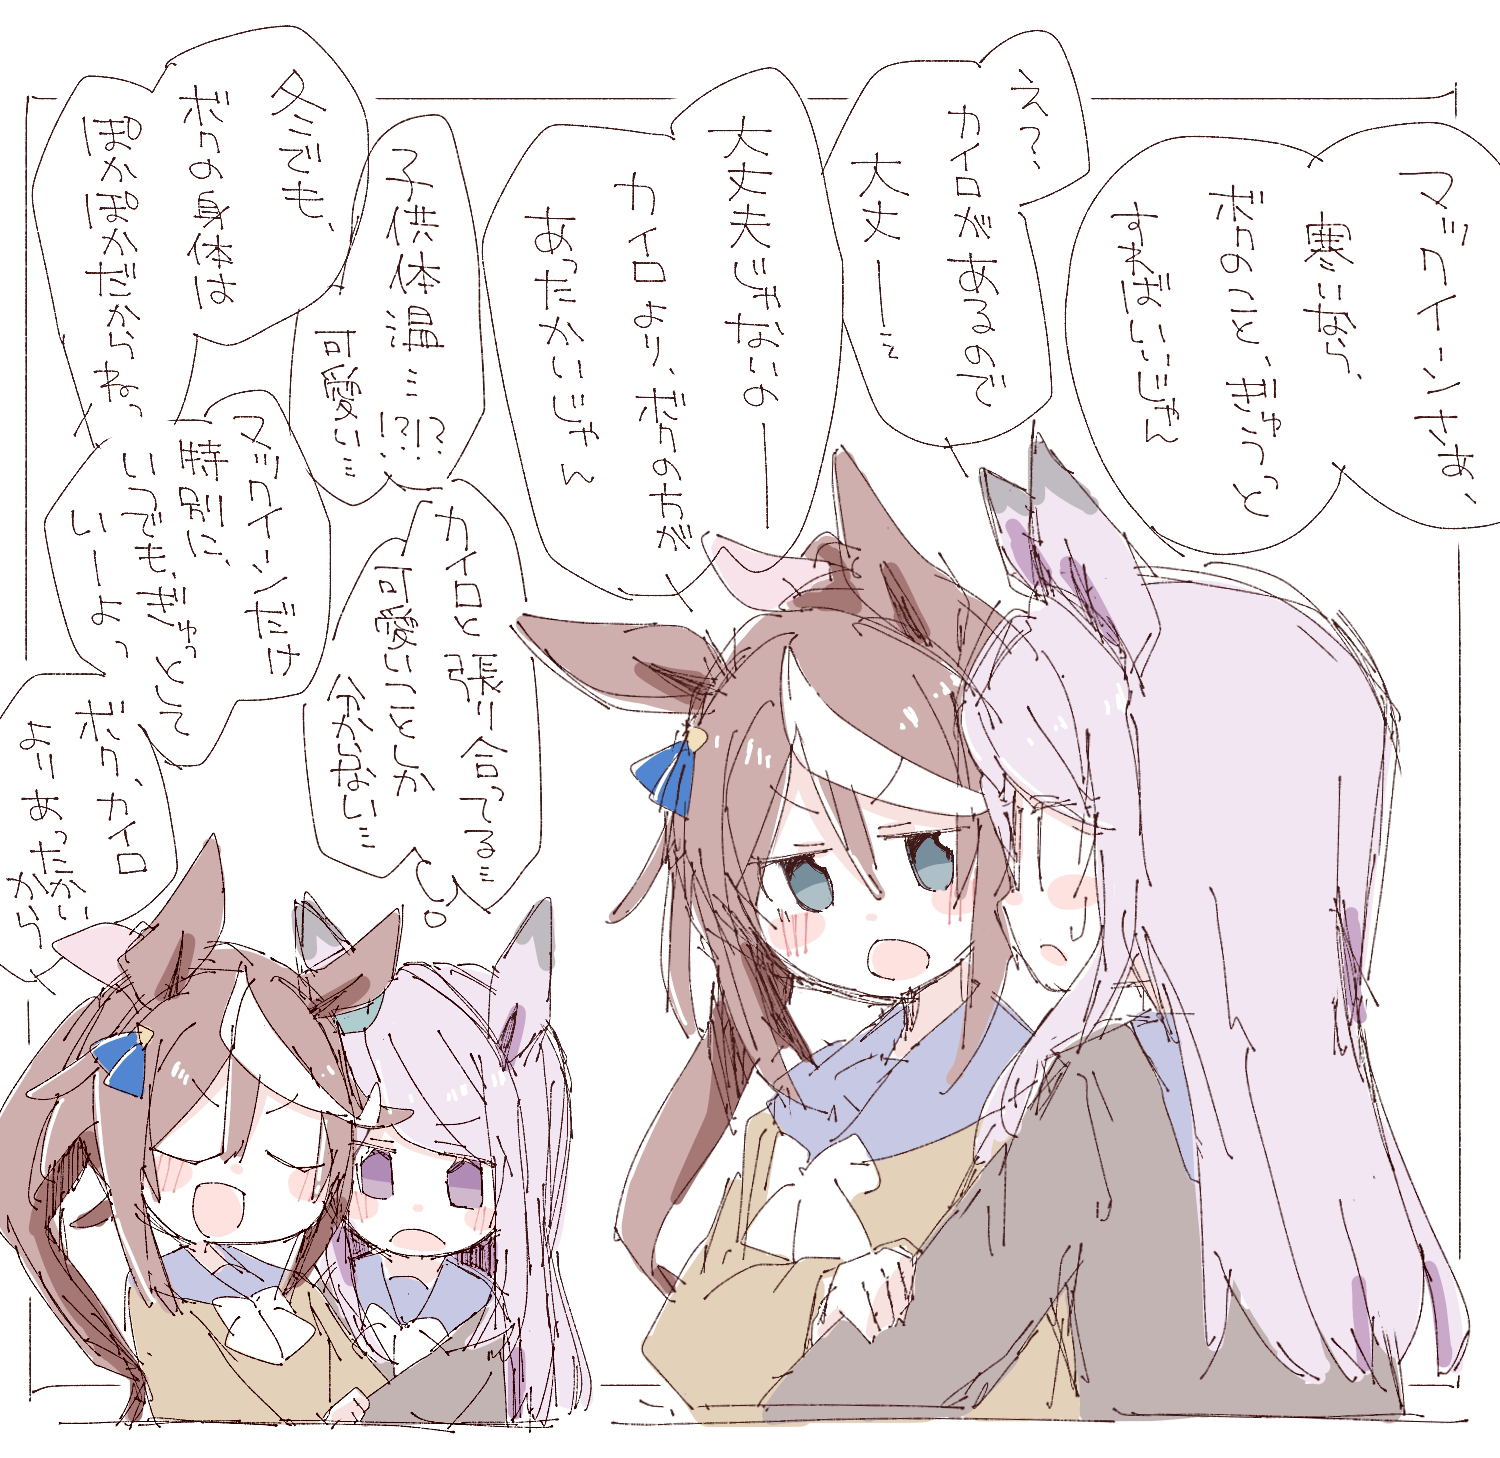 マックイーンさぁ、
寒いなら、
ボクのこと、ぎゅうっと
すればいいじゃん
え?、
カイロがあるので
大丈ーーぇ
大丈夫じゃないのーーー
カイロより、ボクの方が
あったかいじゃん
子供体温…!?!?
可愛い…
冬でも、
ボクの身体は
ぽかぽかだからねっ
カイロと張り合ってる…
可愛いことしか
分からない…
マックイーンだけ
特別に、
いつでも、ぎゅっとして
いーよっ
ボク、カイロ
よりあったかい
から